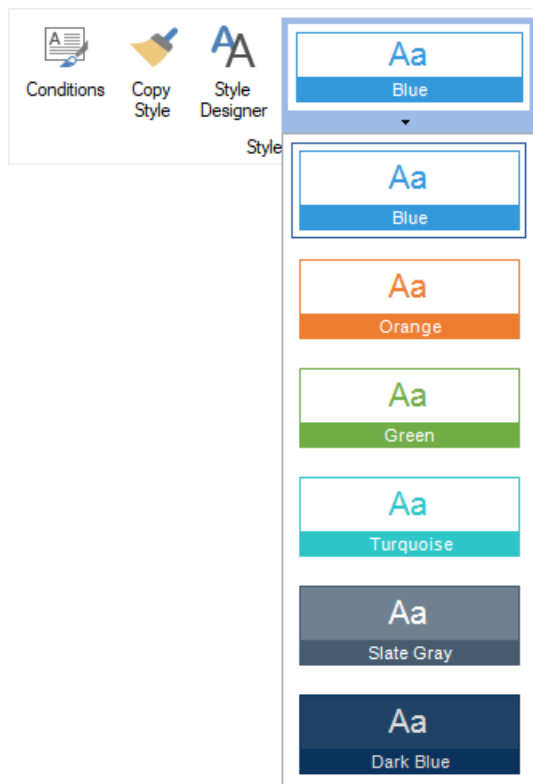 Conditions
Copy
Style
Style
Designer
Style
Aa
Blue
Aa
Blue
Aa
Orange
Aa
Green
Aa
Turquoise
Aa
Slate Gray
Aa
Dark Blue